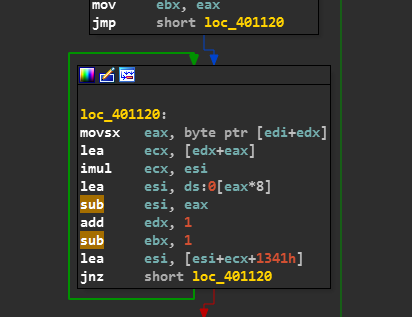 mov ebx, eax
jmp short loc_401120
loc_401120:
movsx eax, byte ptr [edi+edx]
lea ecx, [edx+eax]
imul ecx, esi
lea esi, ds:0[eax*8]
sub esi, eax
add edx, 1
sub ebx, 1
lea esi, [esi+ecx+1341h]
jnz short loc_401120